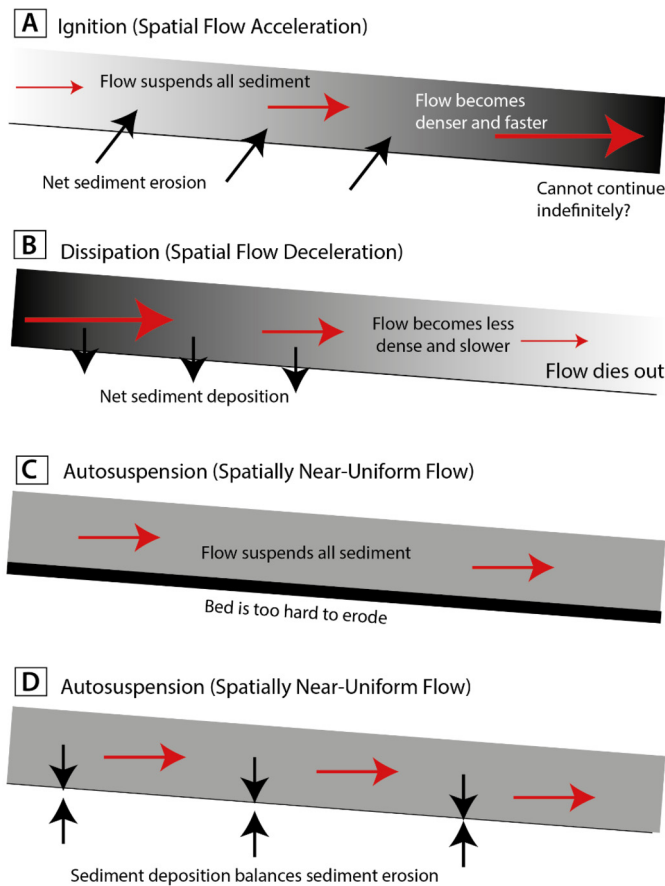 A Ignition (Spatial Flow Acceleration)
Flow suspends all sediment
Flow becomes
denser and faster
Net sediment erosion
Cannot continue
indefinitely?
B Dissipation (Spatial Flow Deceleration)
Flow becomes less
dense and slower
Flow dies out
Net sediment deposition
C Autosuspension (Spatially Near-Uniform Flow)
Flow suspends all sediment
Bed is too hard to erode
D Autosuspension (Spatially Near-Uniform Flow)
Sediment deposition balances sediment erosion